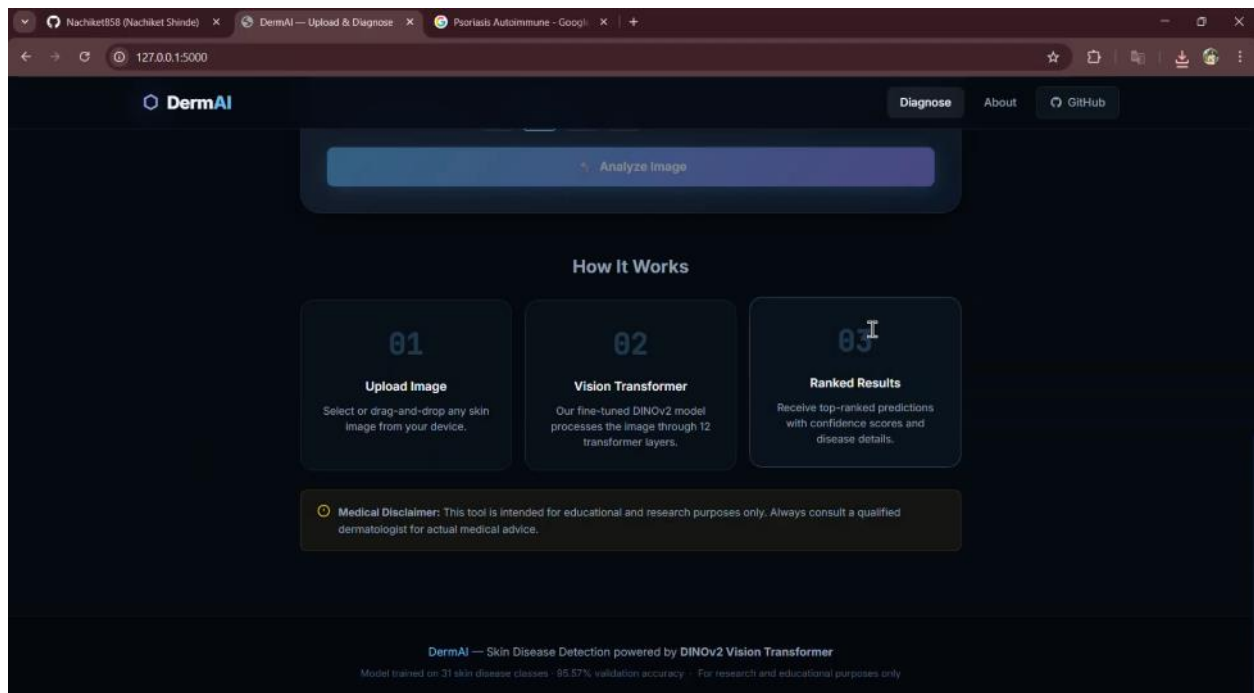 Nachiket858 (Nachiket Shinde)
DermAI — Upload & Diagnose
Psoriasis Autoimmune - Googl
127.0.0.1:5000
DermAI
Diagnose
About
GitHub
Analyze Image
How It Works
01
02
03
Upload Image
Select or drag-and-drop any skin
image from your device.
Vision Transformer
Our fine-tuned DINOv2 model
processes the image through 12
transformer layers.
Ranked Results
Receive top-ranked predictions
with confidence scores and
disease details.
Medical Disclaimer: This tool is intended for educational and research purposes only. Always consult a qualified
dermatologist for actual medical advice.
DermAI — Skin Disease Detection powered by DINOv2 Vision Transformer
Model trained on 31 skin disease classes · 95.57% validation accuracy · For research and educational purposes only